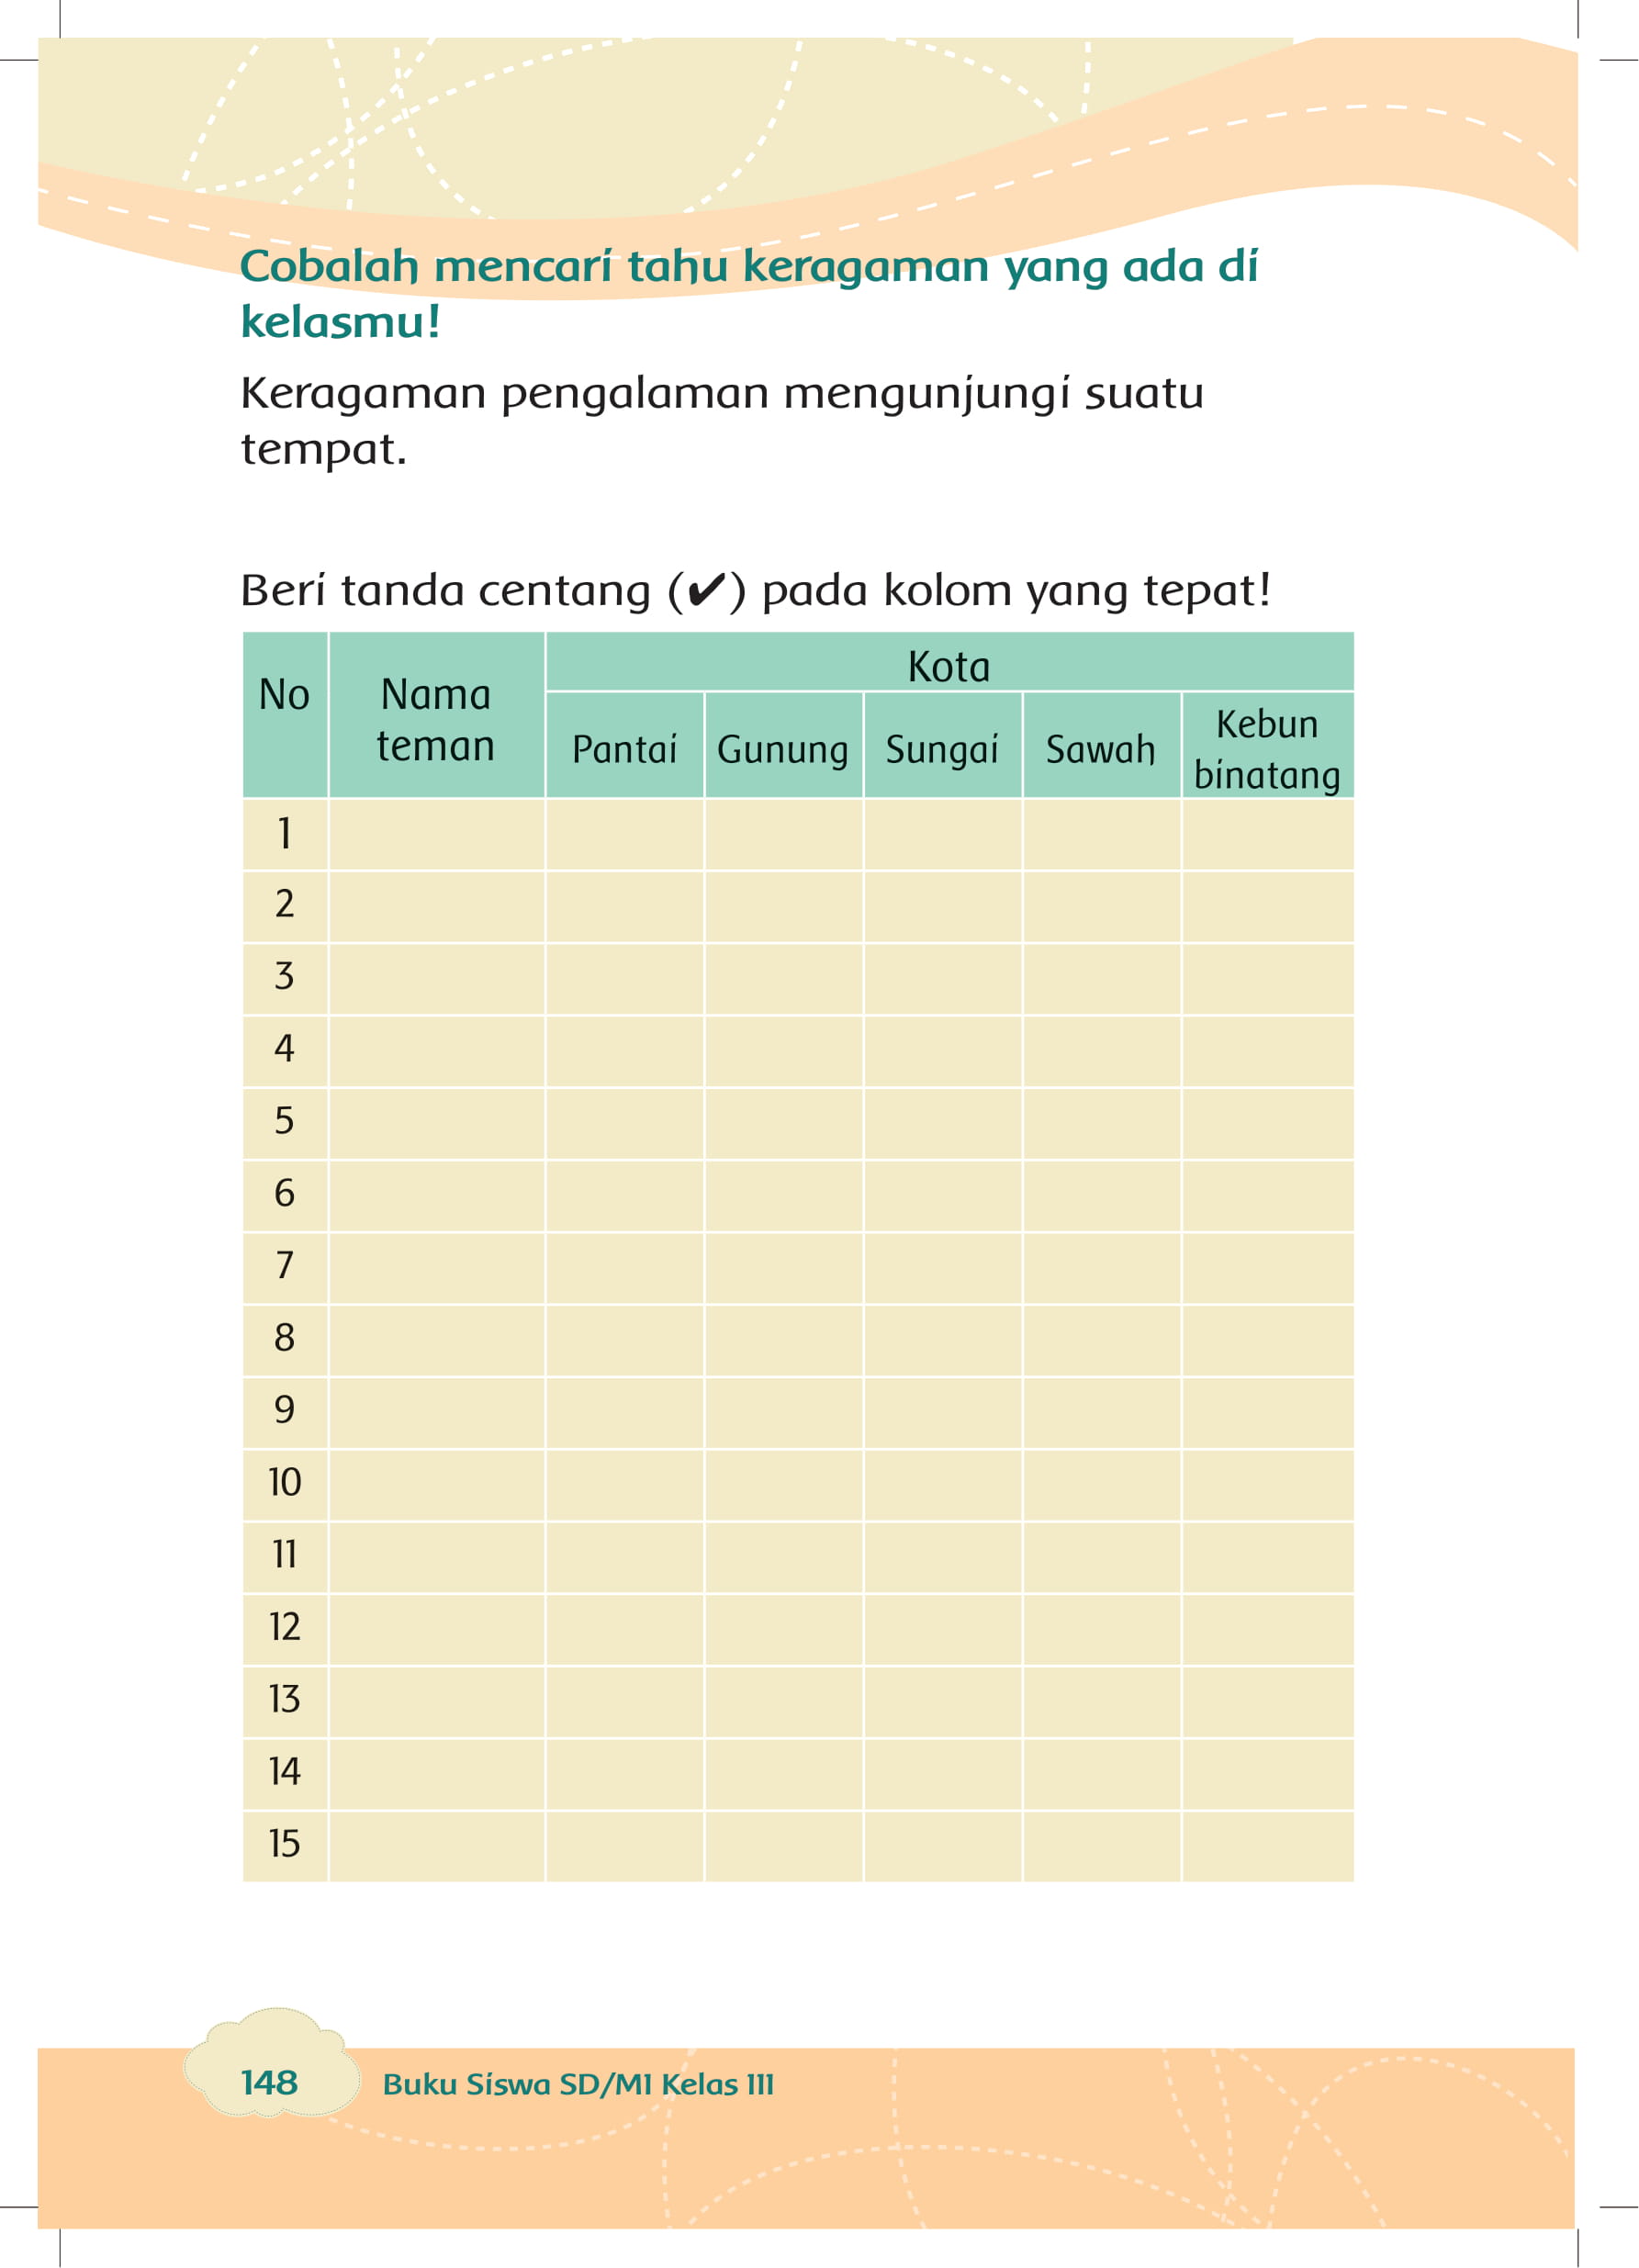 Cobalah mencari tahu keragaman yang ada di
kelasmu!
Keragaman pengalaman mengunjungi suatu
tempat.
Beri tanda centang (✔) pada kolom yang tepat!
No
Nama
teman
Kota
Pantai
Gunung
Sungai
Sawah
Kebun
binatang
1
2
3
4
5
6
7
8
9
10
11
12
13
14
15
148
Buku Siswa SD/MI Kelas III